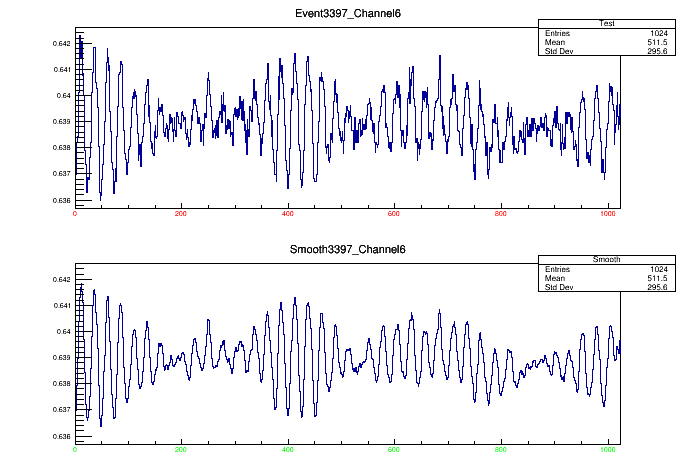 Event3397_Channel6
Test
Entries 1024
Mean 511.5
Std Dev 295.6
0.642
0.641
0.64
0.639
0.638
0.637
0.636
0 200 400 600 800 1000
Smooth3397_Channel6
Smooth
Entries 1024
Mean 511.5
Std Dev 295.6
0.642
0.641
0.64
0.639
0.638
0.637
0.636
0 200 400 600 800 1000